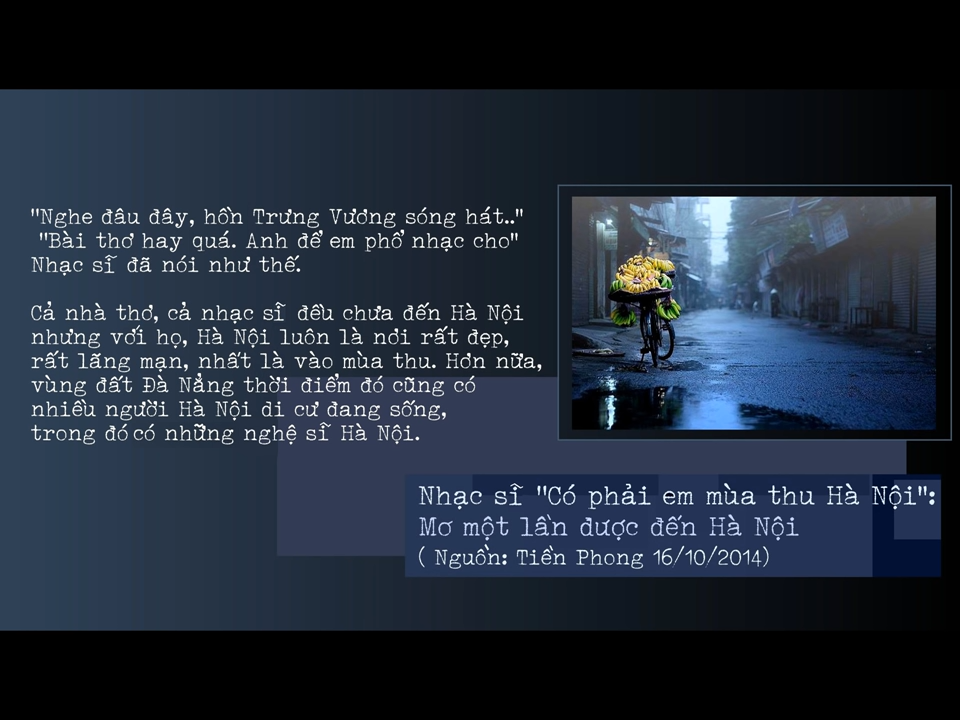 "Nghe đâu đây, hồn Trưng Vương sóng hát.."
"Bài thơ hay quá. Anh để em phổ nhạc cho"
Nhạc sĩ đã nói như thế.
Cả nhà thơ, cả nhạc sĩ đều chưa đến Hà Nội
nhưng với họ, Hà Nội luôn là nơi rất đẹp,
rất lãng mạn, nhất là vào mùa thu. Hơn nữa,
vùng đất Đà Nẵng thời điểm đó cũng có
nhiều người Hà Nội di cư đang sống,
trong đó có những nghệ sĩ Hà Nội.
Nhạc sĩ "Có phải em mùa thu Hà Nội":
Mơ một lần được đến Hà Nội
( Nguồn: Tiền Phong 16/10/2014)